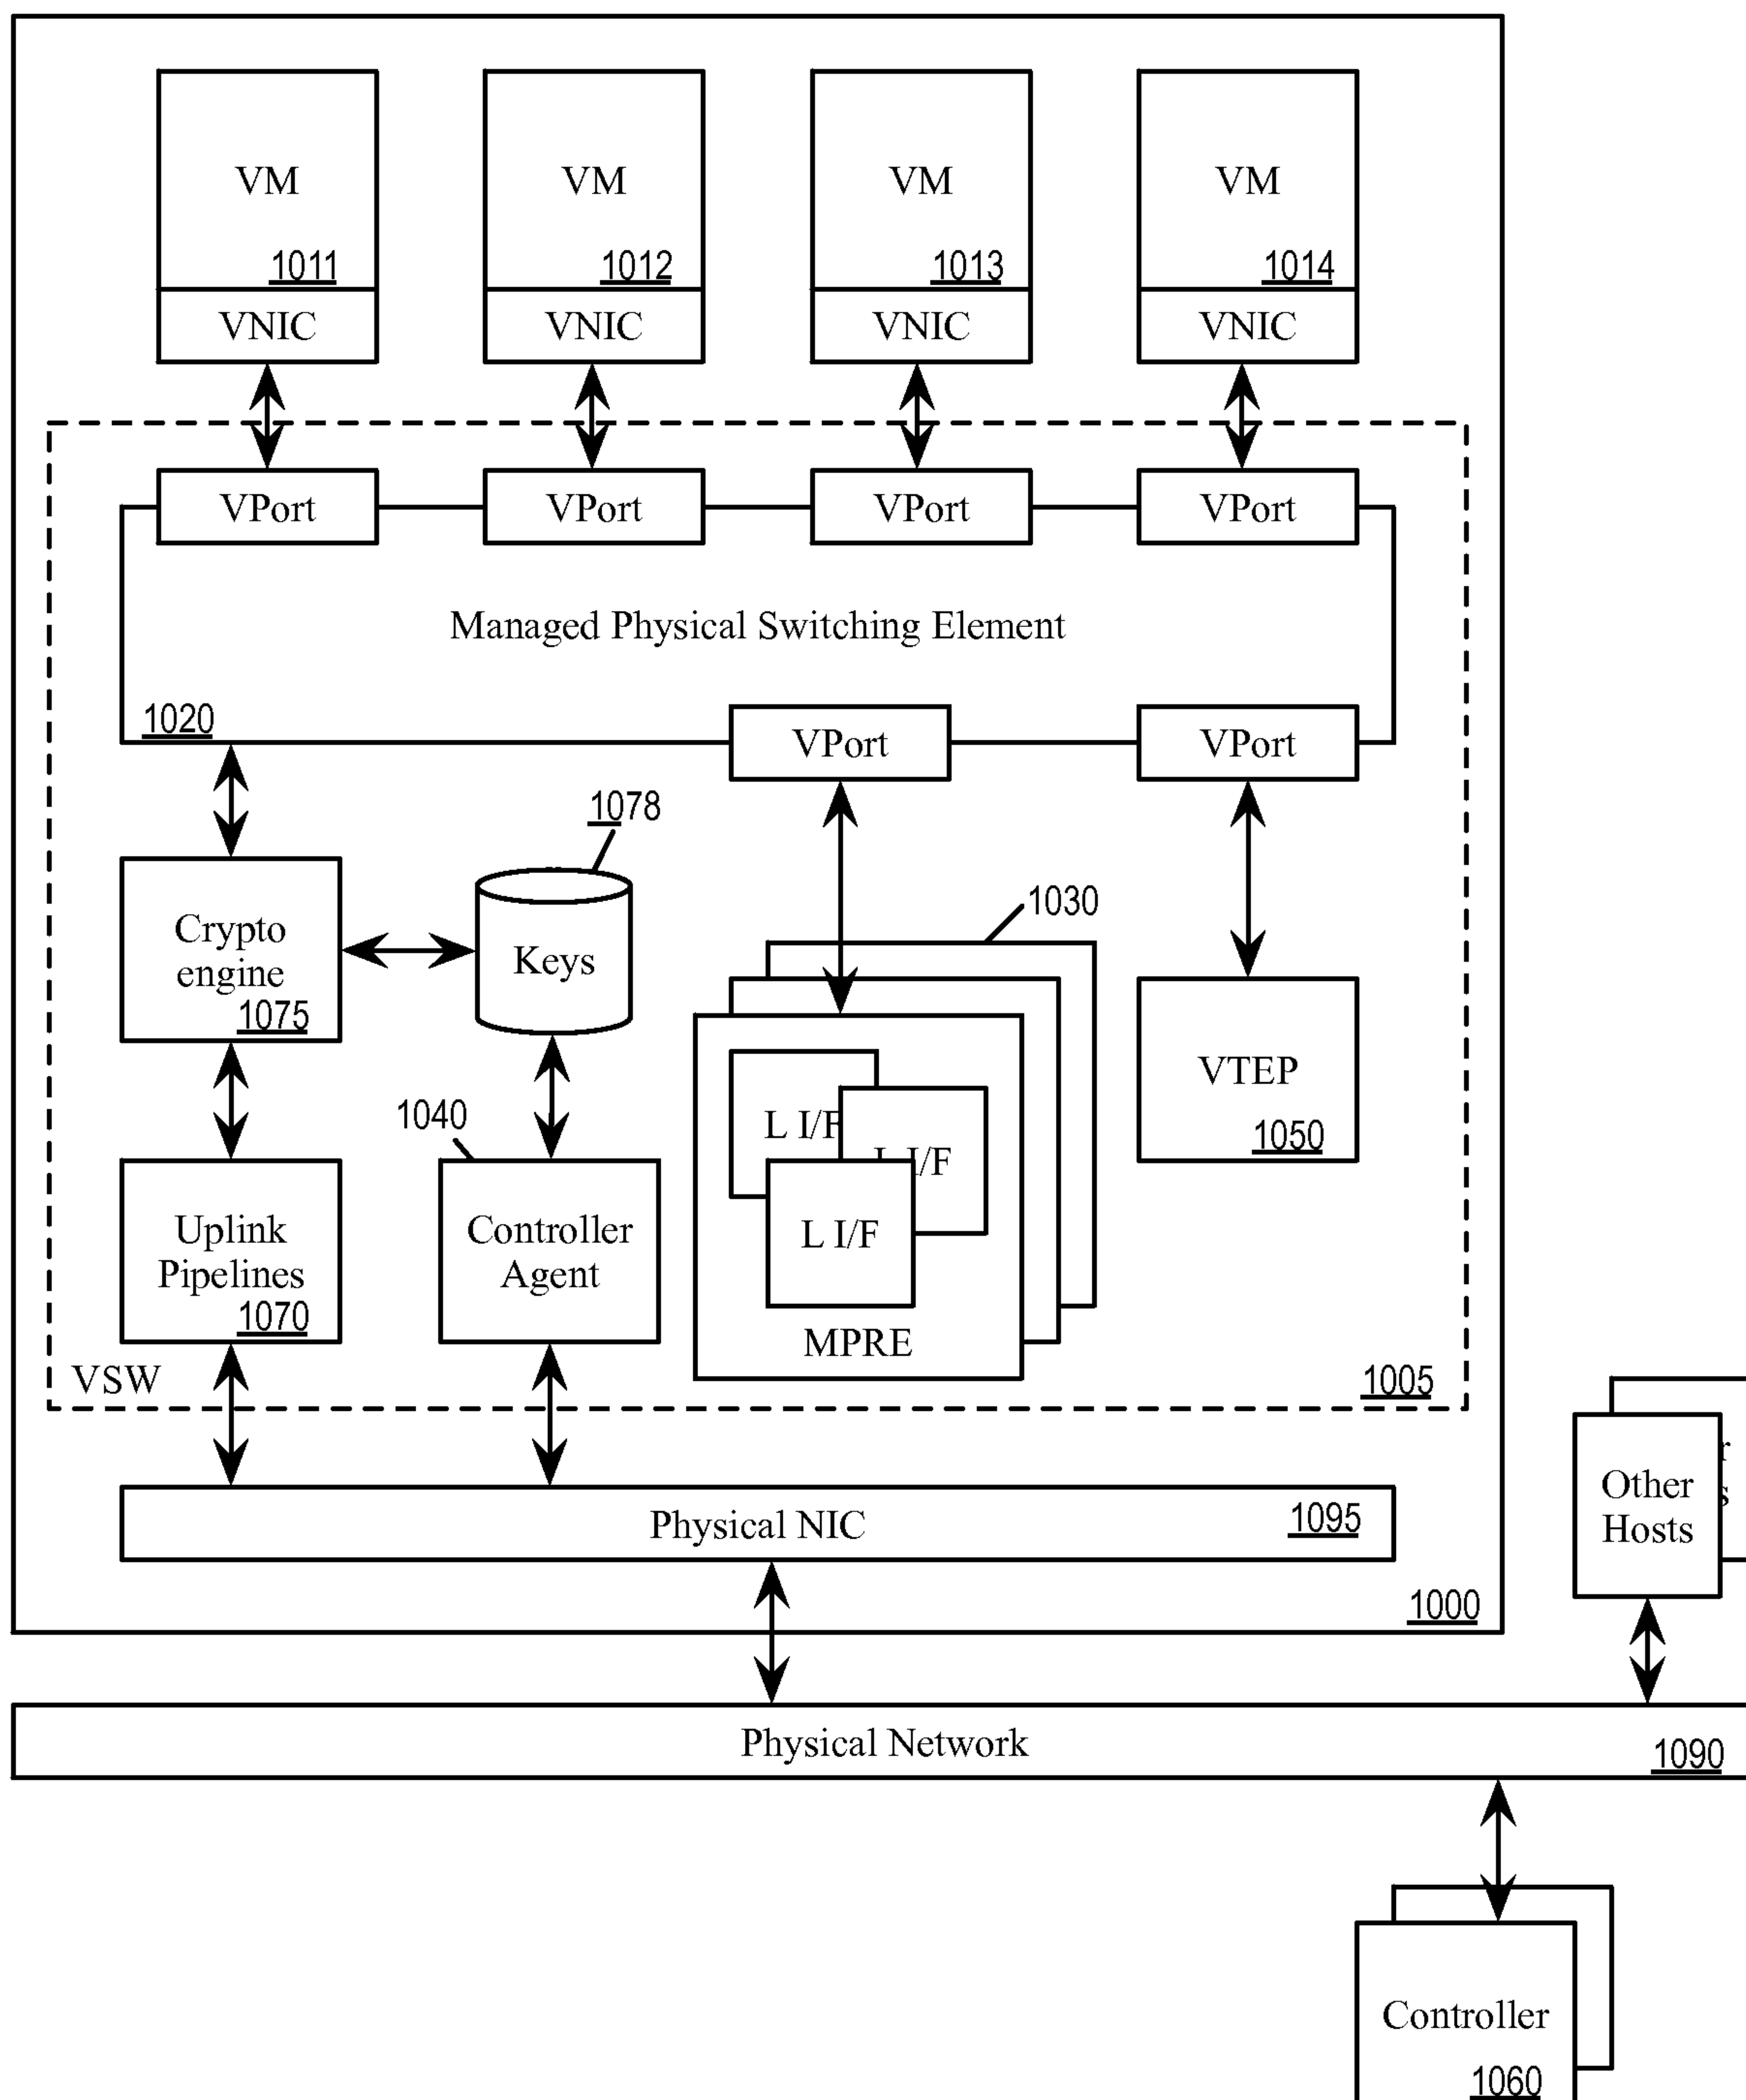 VM
1011
VNIC
VM
1012
VNIC
VM
1013
VNIC
VM
1014
VNIC
VPort
VPort
VPort
VPort
Managed Physical Switching Element
1020
VPort
VPort
Crypto
engine
1075
1078
Keys
1030
VTEP
1050
1040
Uplink
Pipelines
1070
Controller
Agent
L I/F
I/F
L I/F
MPRE
VSW
1005
Physical NIC
1095
1000
Other
Hosts
r
s
Physical Network
1090
Controller
1060